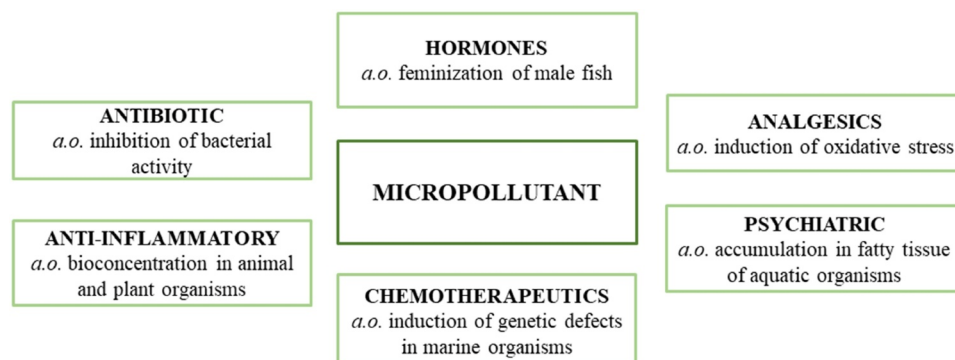 HORMONES
a.o. feminization of male fish
ANTIBIOTIC
a.o. inhibition of bacterial
activity
ANALGESICS
a.o. induction of oxidative stress
MICROPOLLUTANT
ANTI-INFLAMMATORY
a.o. bioconcentration in animal
and plant organisms
PSYCHIATRIC
a.o. accumulation in fatty tissue
of aquatic organisms
CHEMOTHERAPEUTICS
a.o. induction of genetic defects
in marine organisms